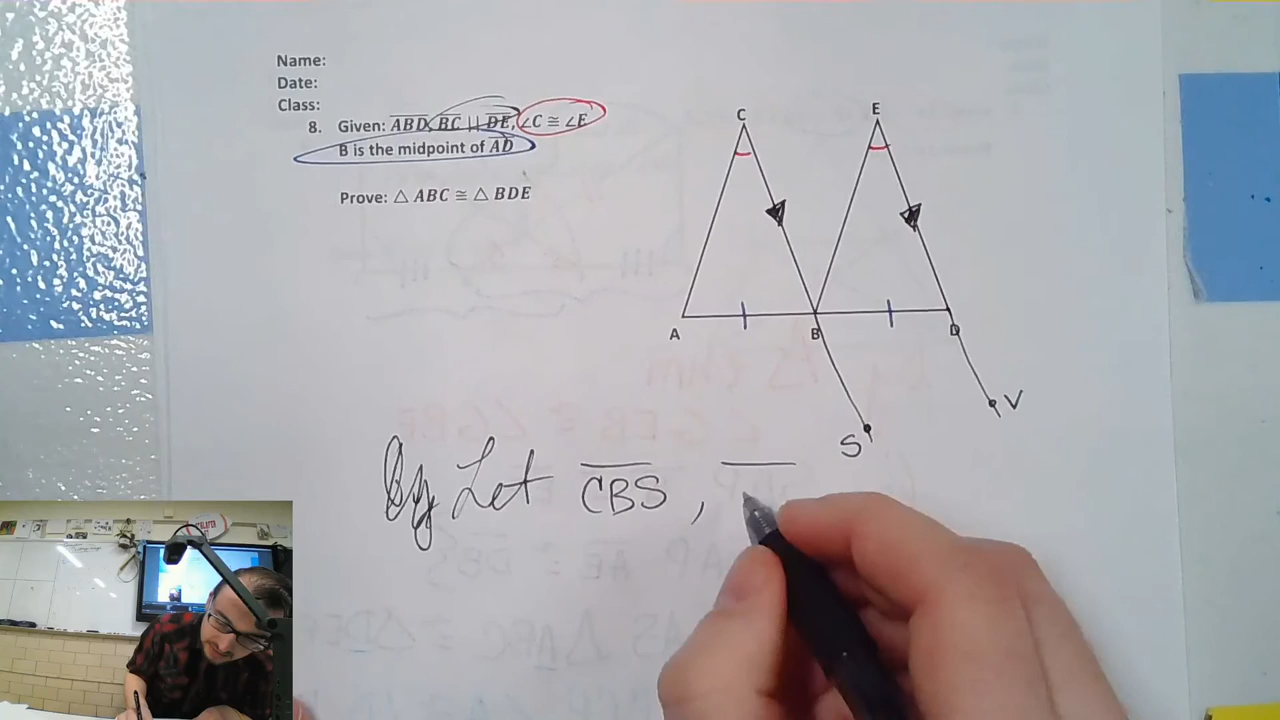 Name:
Date:
Class:
8. Given: ABD, BC || DE, ∠C ≅ ∠E
B is the midpoint of AD
Prove: △ ABC ≅ △ BDE
C E
A B D
S V
Let CBS,